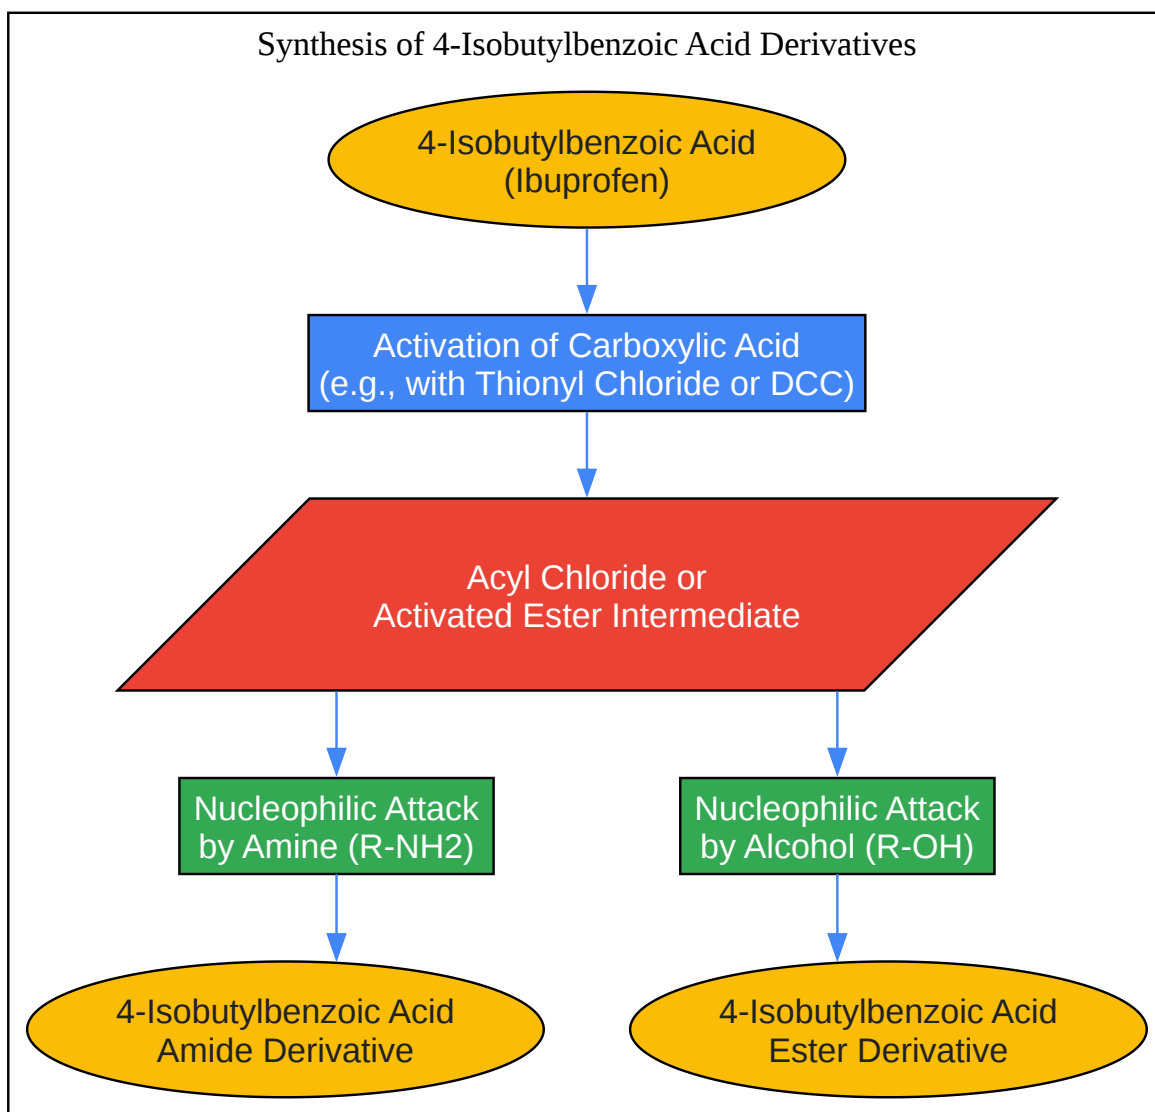 Synthesis of 4-Isobutylbenzoic Acid Derivatives
4-Isobutylbenzoic Acid
(Ibuprofen)
Activation of Carboxylic Acid
(e.g., with Thionyl Chloride or DCC)
Acyl Chloride or
Activated Ester Intermediate
Nucleophilic Attack
by Amine (R-NH2)
Nucleophilic Attack
by Alcohol (R-OH)
4-Isobutylbenzoic Acid
Amide Derivative
4-Isobutylbenzoic Acid
Ester Derivative